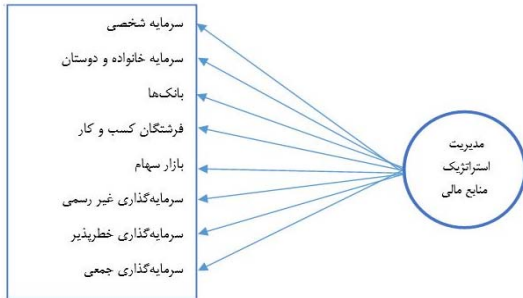 سرمایه شخصی
سرمایه خانواده و دوستان
بانک‌ها
فرشتگان کسب و کار
بازار سهام
سرمایه‌گذاری غیر رسمی
سرمایه‌گذاری خطرپذیر
سرمایه‌گذاری جمعی
مدیریت
استراتژیک
منابع مالی